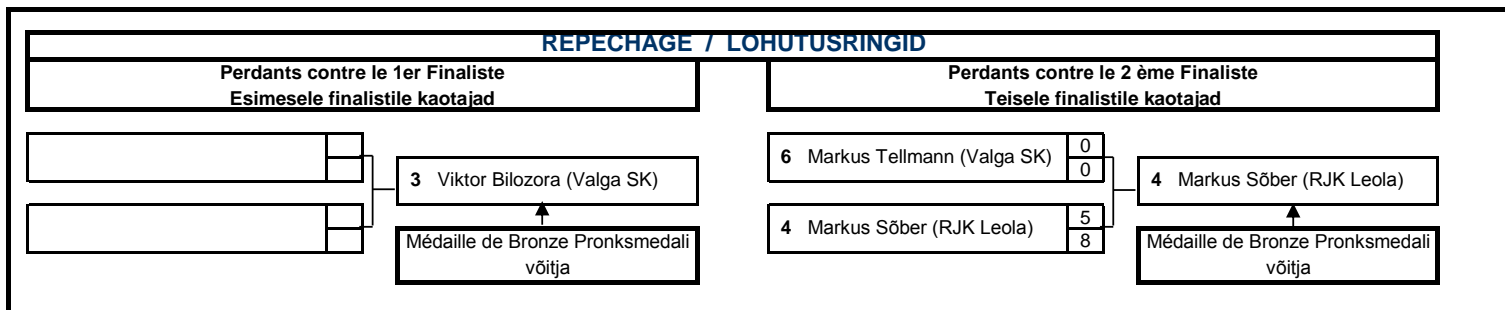 REPECHAGE / LOHUTUSRINGID
Perdants contre le 1er Finaliste
Esimesele finalistile kaotajad
Perdants contre le 2 ème Finaliste
Teisele finalistile kaotajad
3 Viktor Bilozora (Valga SK)
Médaille de Bronze Pronksmedali
võitja
6 Markus Tellmann (Valga SK) 0
0
4 Markus Sõber (RJK Leola) 5
8
4 Markus Sõber (RJK Leola)
Médaille de Bronze Pronksmedali
võitja